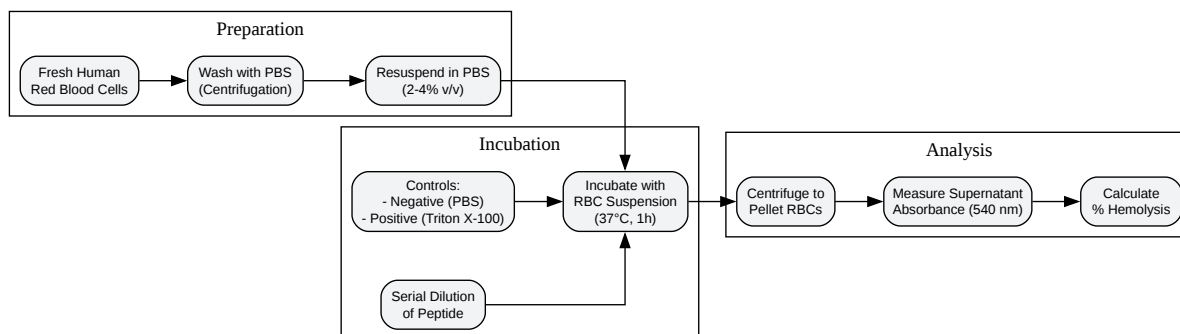 Preparation
Fresh Human
Red Blood Cells
Wash with PBS
(Centrifugation)
Resuspend in PBS
(2-4% v/v)
Incubation
Controls:
- Negative (PBS)
- Positive (Triton X-100)
Incubate with
RBC Suspension
(37°C, 1h)
Serial Dilution
of Peptide
Analysis
Centrifuge to
Pellet RBCs
Measure Supernatant
Absorbance (540 nm)
Calculate
% Hemolysis